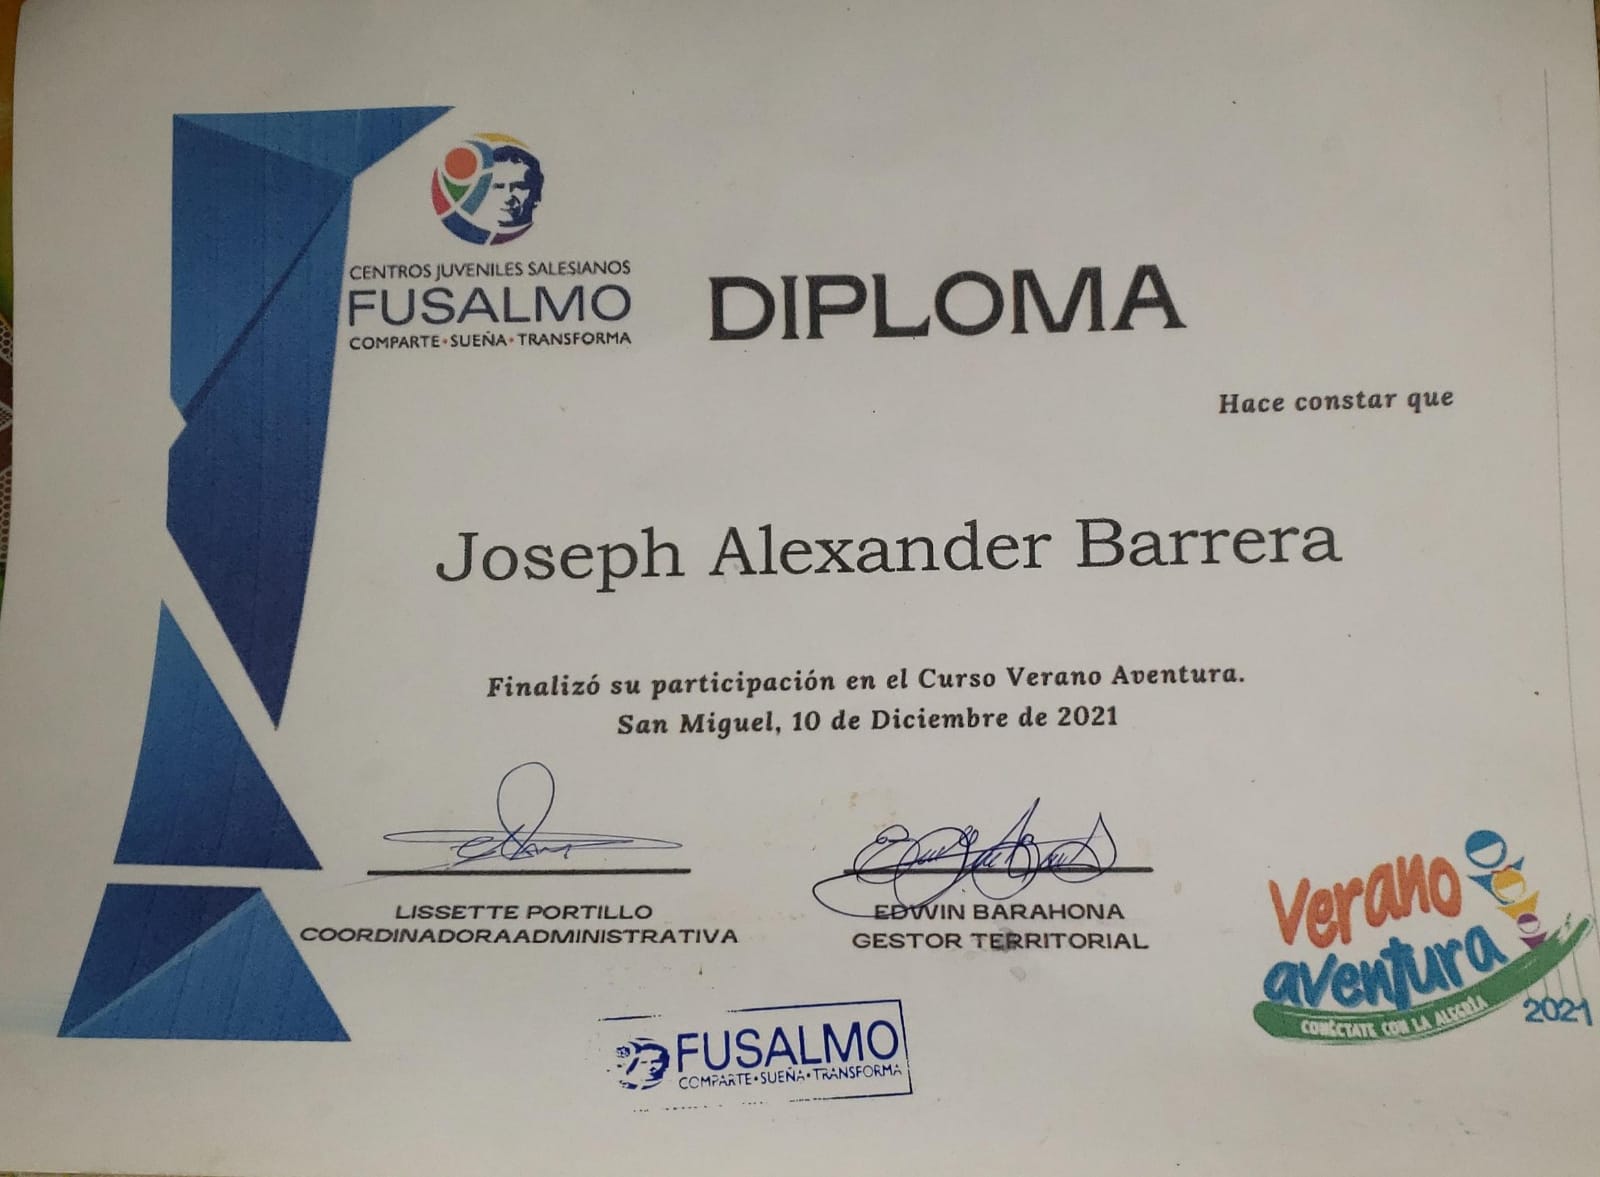 CENTROS JUVENILES SALESIANOS
FUSALMO
COMPARTE•SUEÑA•TRANSFORMA
DIPLOMA
Hace constar que
Joseph Alexander Barrera
Finalizó su participación en el Curso Verano Aventura.
San Miguel, 10 de Diciembre de 2021
LISSETTE PORTILLO
COORDINADORAADMINISTRATIVA
EDWIN BARAHONA
GESTOR TERRITORIAL
Verano
aventura
CONÉCTATE CON LA ALEGRÍA
2021
FUSALMO
COMPARTE•SUEÑA•TRANSFORMA